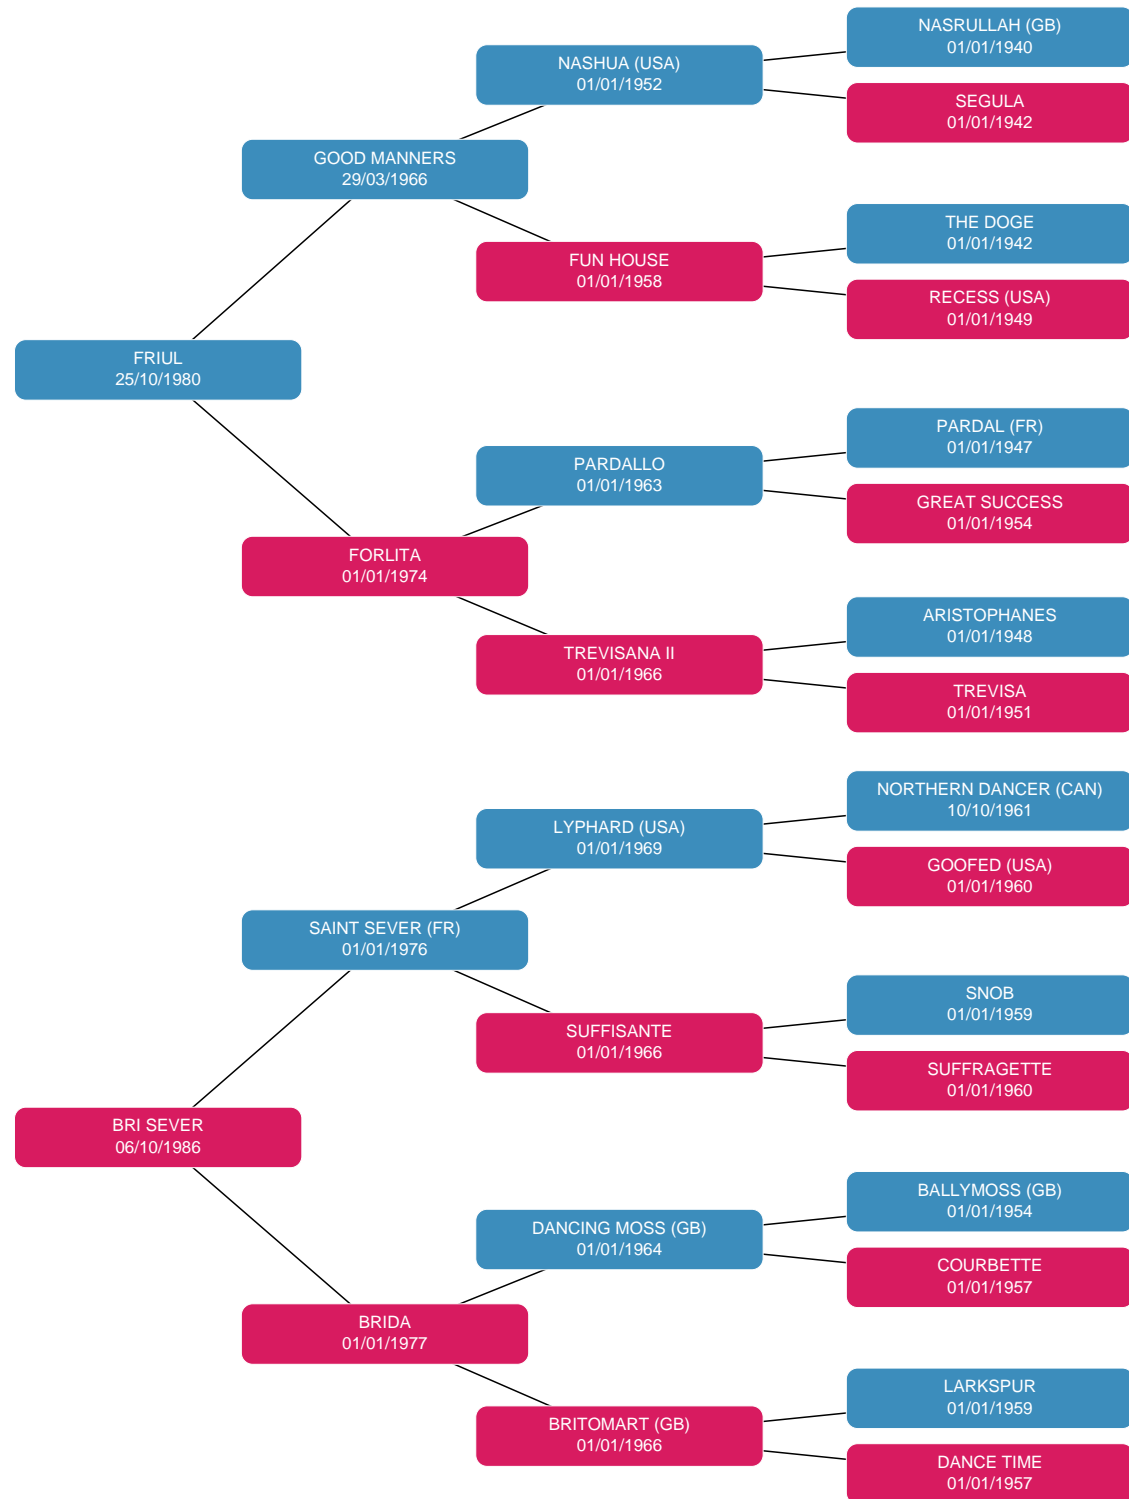 NASRULLAH (GB)
01/01/1940
NASHUA (USA)
01/01/1952
SEGULA
01/01/1942
GOOD MANNERS
29/03/1966
THE DOGE
01/01/1942
FUN HOUSE
01/01/1958
RECESS (USA)
01/01/1949
FRIUL
25/10/1980
PARDAL (FR)
01/01/1947
PARDALLO
01/01/1963
GREAT SUCCESS
01/01/1954
FORLITA
01/01/1974
ARISTOPHANES
01/01/1948
TREVISANA II
01/01/1966
TREVISA
01/01/1951
NORTHERN DANCER (CAN)
10/10/1961
LYPHARD (USA)
01/01/1969
GOOFED (USA)
01/01/1960
SAINT SEVER (FR)
01/01/1976
SNOB
01/01/1959
SUFFISANTE
01/01/1966
SUFFRAGETTE
01/01/1960
BRI SEVER
06/10/1986
BALLYMOSS (GB)
01/01/1954
DANCING MOSS (GB)
01/01/1964
COURBETTE
01/01/1957
BRIDA
01/01/1977
LARKSPUR
01/01/1959
BRITOMART (GB)
01/01/1966
DANCE TIME
01/01/1957